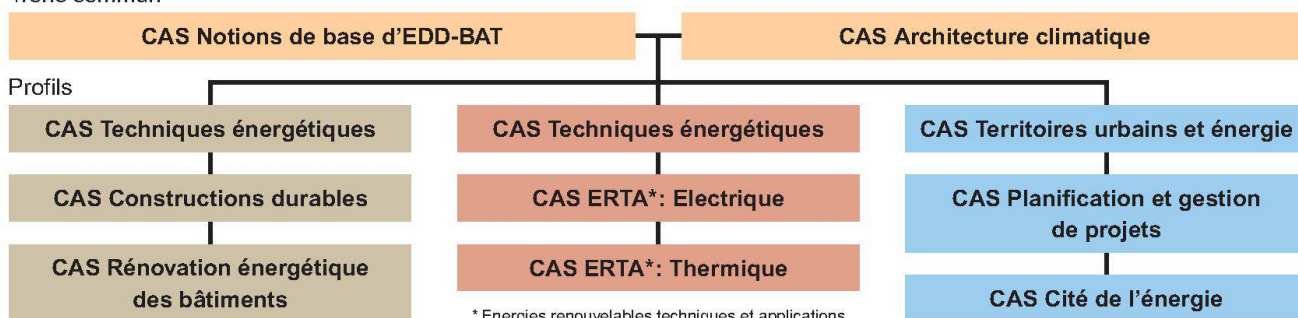 CAS Notions de base d'EDD-BAT
CAS Architecture climatique
Profils
CAS Techniques énergétiques
CAS Constructions durables
CAS Rénovation énergétique
des bâtiments
CAS Techniques énergétiques
CAS ERTA*: Electrique
CAS ERTA*: Thermique
* Energies renouvelables techniques et applications
CAS Territoires urbains et énergie
CAS Planification et gestion
de projets
CAS Cité de l'énergie